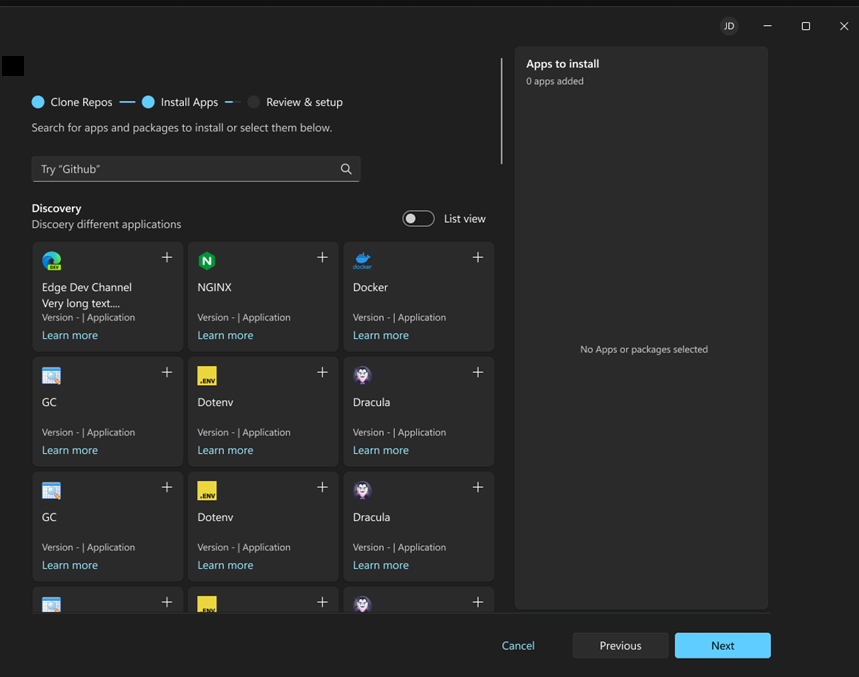 JD
Apps to install
0 apps added
Clone Repos Install Apps Review & setup
Search for apps and packages to install or select them below.
Try "Github"
Discovery
Discoery different applications
List view
DEV
Edge Dev Channel
Very long text....
Version - | Application
Learn more
N
NGINX
Version - | Application
Learn more
docker
Docker
Version - | Application
Learn more
No Apps or packages selected
GC
Version - | Application
Learn more
.ENV
Dotenv
Version - | Application
Learn more
Dracula
Version - | Application
Learn more
GC
Version - | Application
Learn more
.ENV
Dotenv
Version - | Application
Learn more
Dracula
Version - | Application
Learn more
.ENV
Cancel
Previous
Next